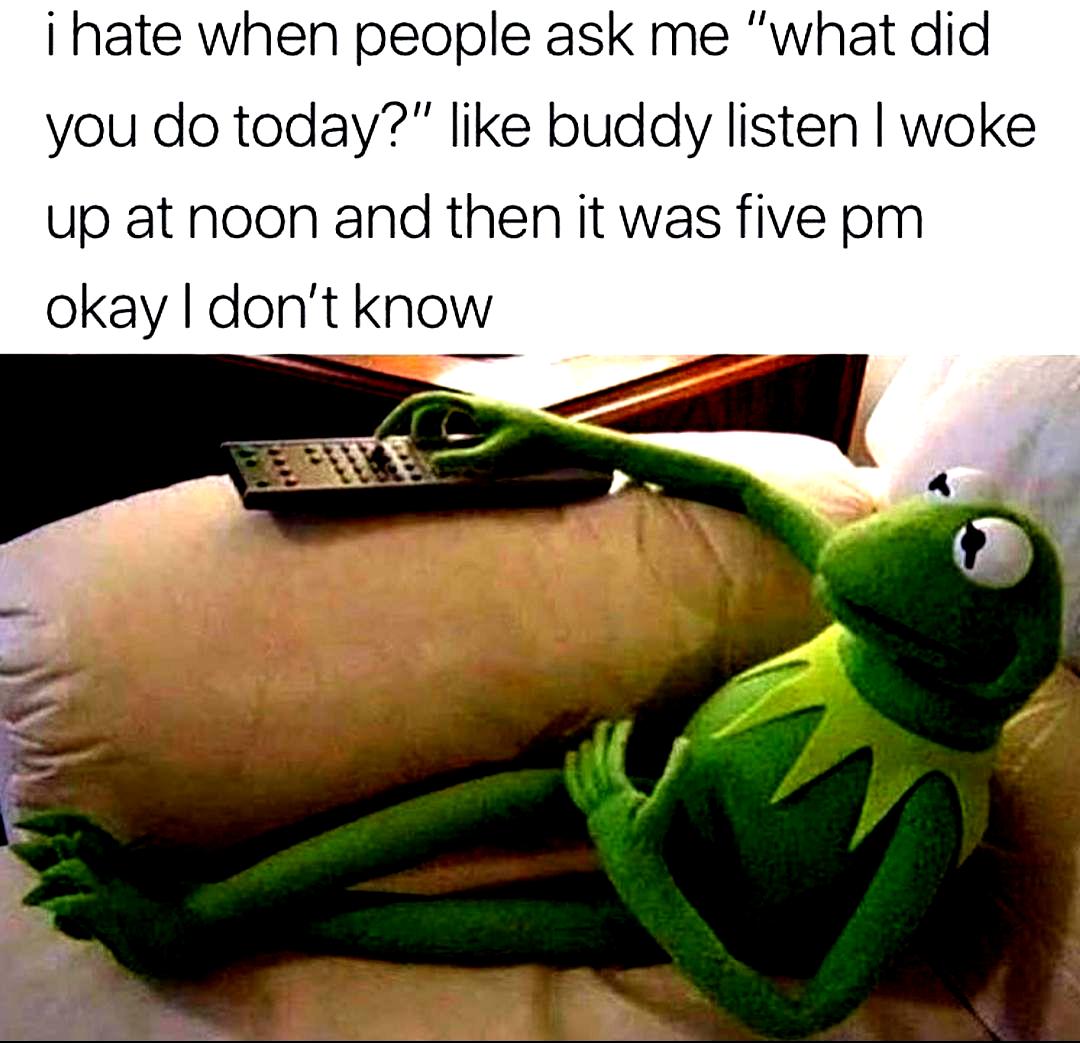 i hate when people ask me "what did
you do today?" like buddy listen I woke
up at noon and then it was five pm
okay I don't know